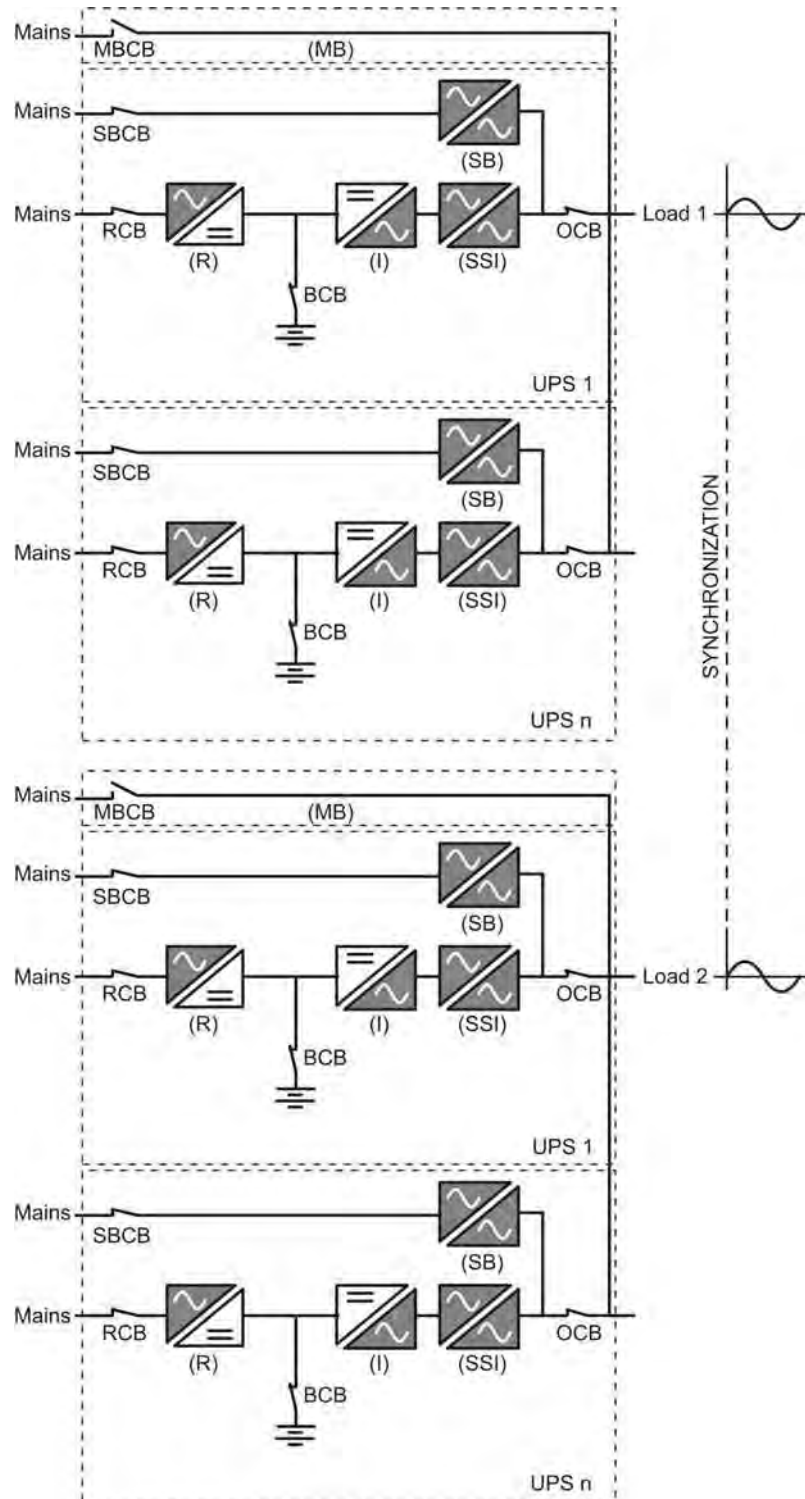 Mains
MBCB (MB)
Mains
SBCB
(SB)
Mains
RCB
(R)
(I)
(SSI)
OCB
Load 1
BCB
UPS 1
Mains
SBCB
(SB)
Mains
RCB
(R)
(I)
(SSI)
OCB
BCB
UPS n
SYNCHRONIZATION
Mains
MBCB (MB)
Mains
SBCB
(SB)
Mains
RCB
(R)
(I)
(SSI)
OCB
Load 2
BCB
UPS 1
Mains
SBCB
(SB)
Mains
RCB
(R)
(I)
(SSI)
OCB
BCB
UPS n